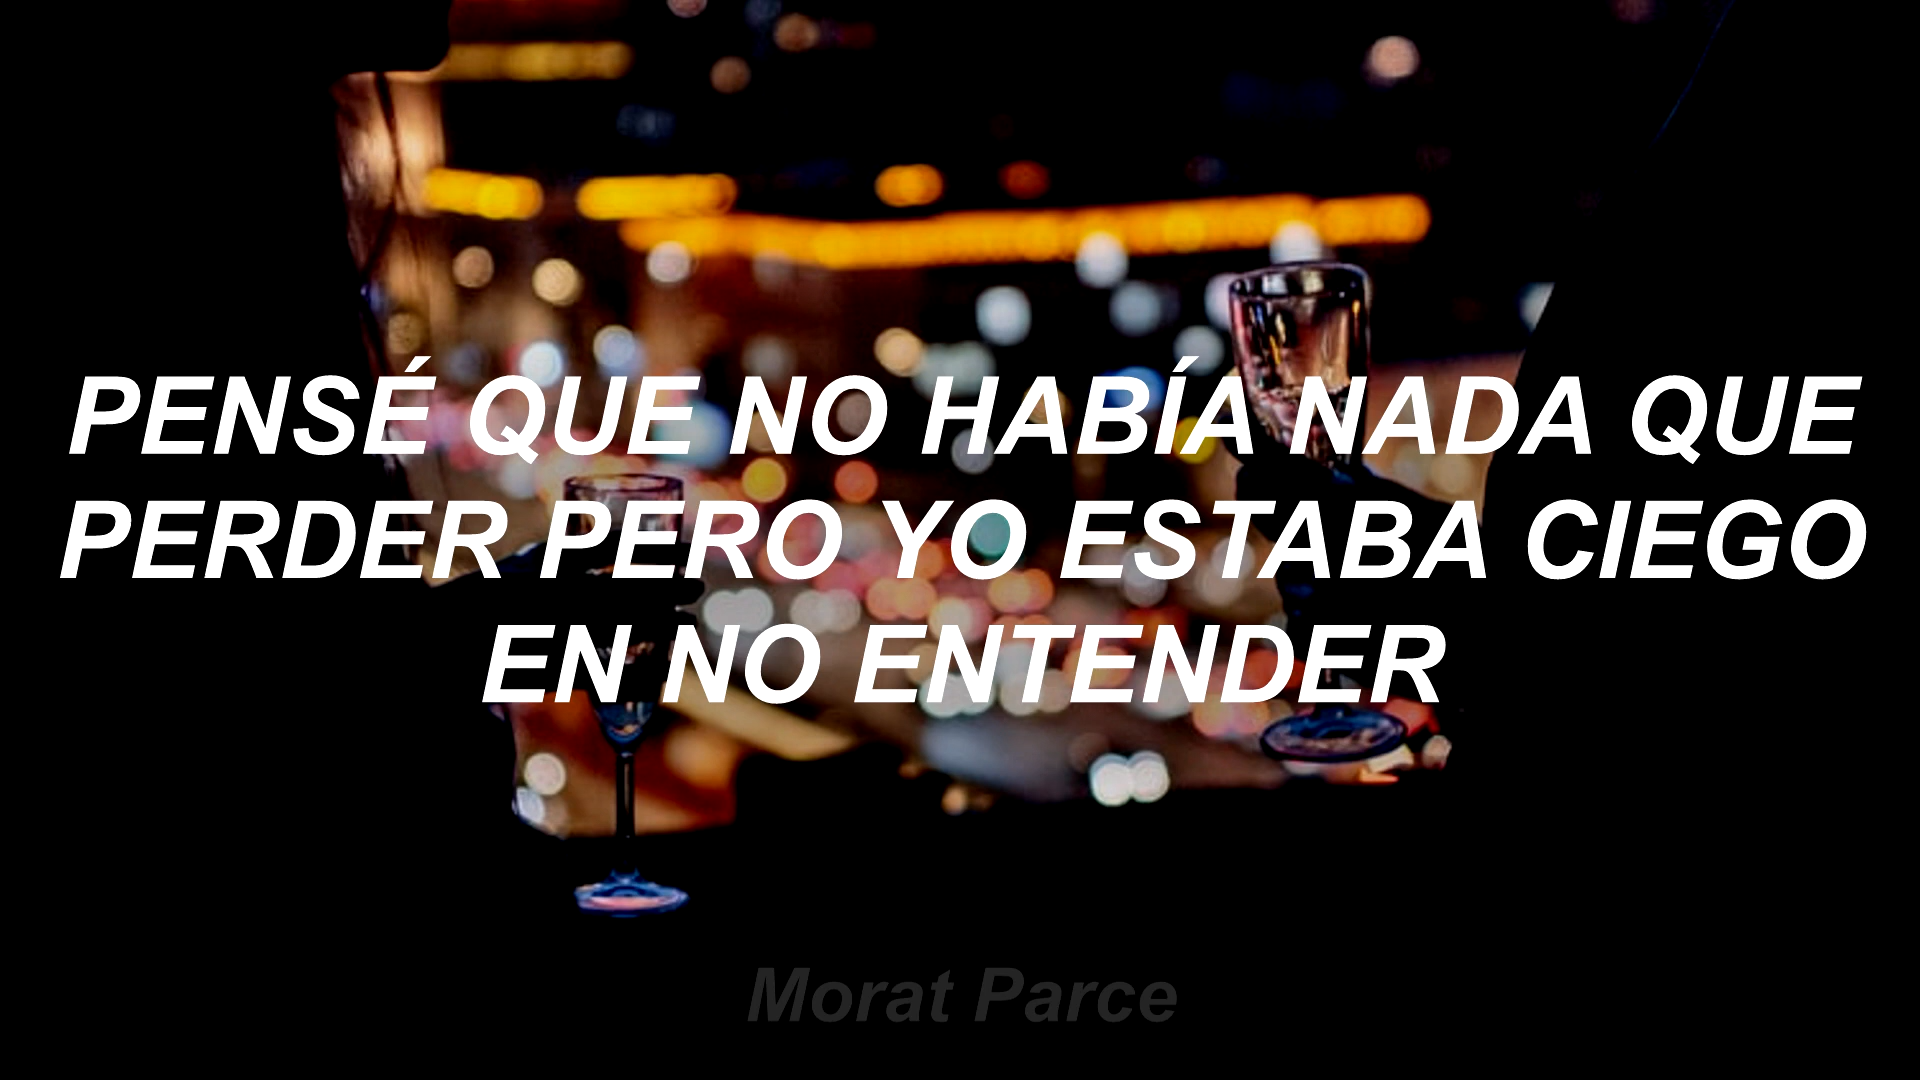 PENSÉ QUE NO HABÍA NADA QUE
PERDER PERO YO ESTABA CIEGO
EN NO ENTENDER
Morat Parce